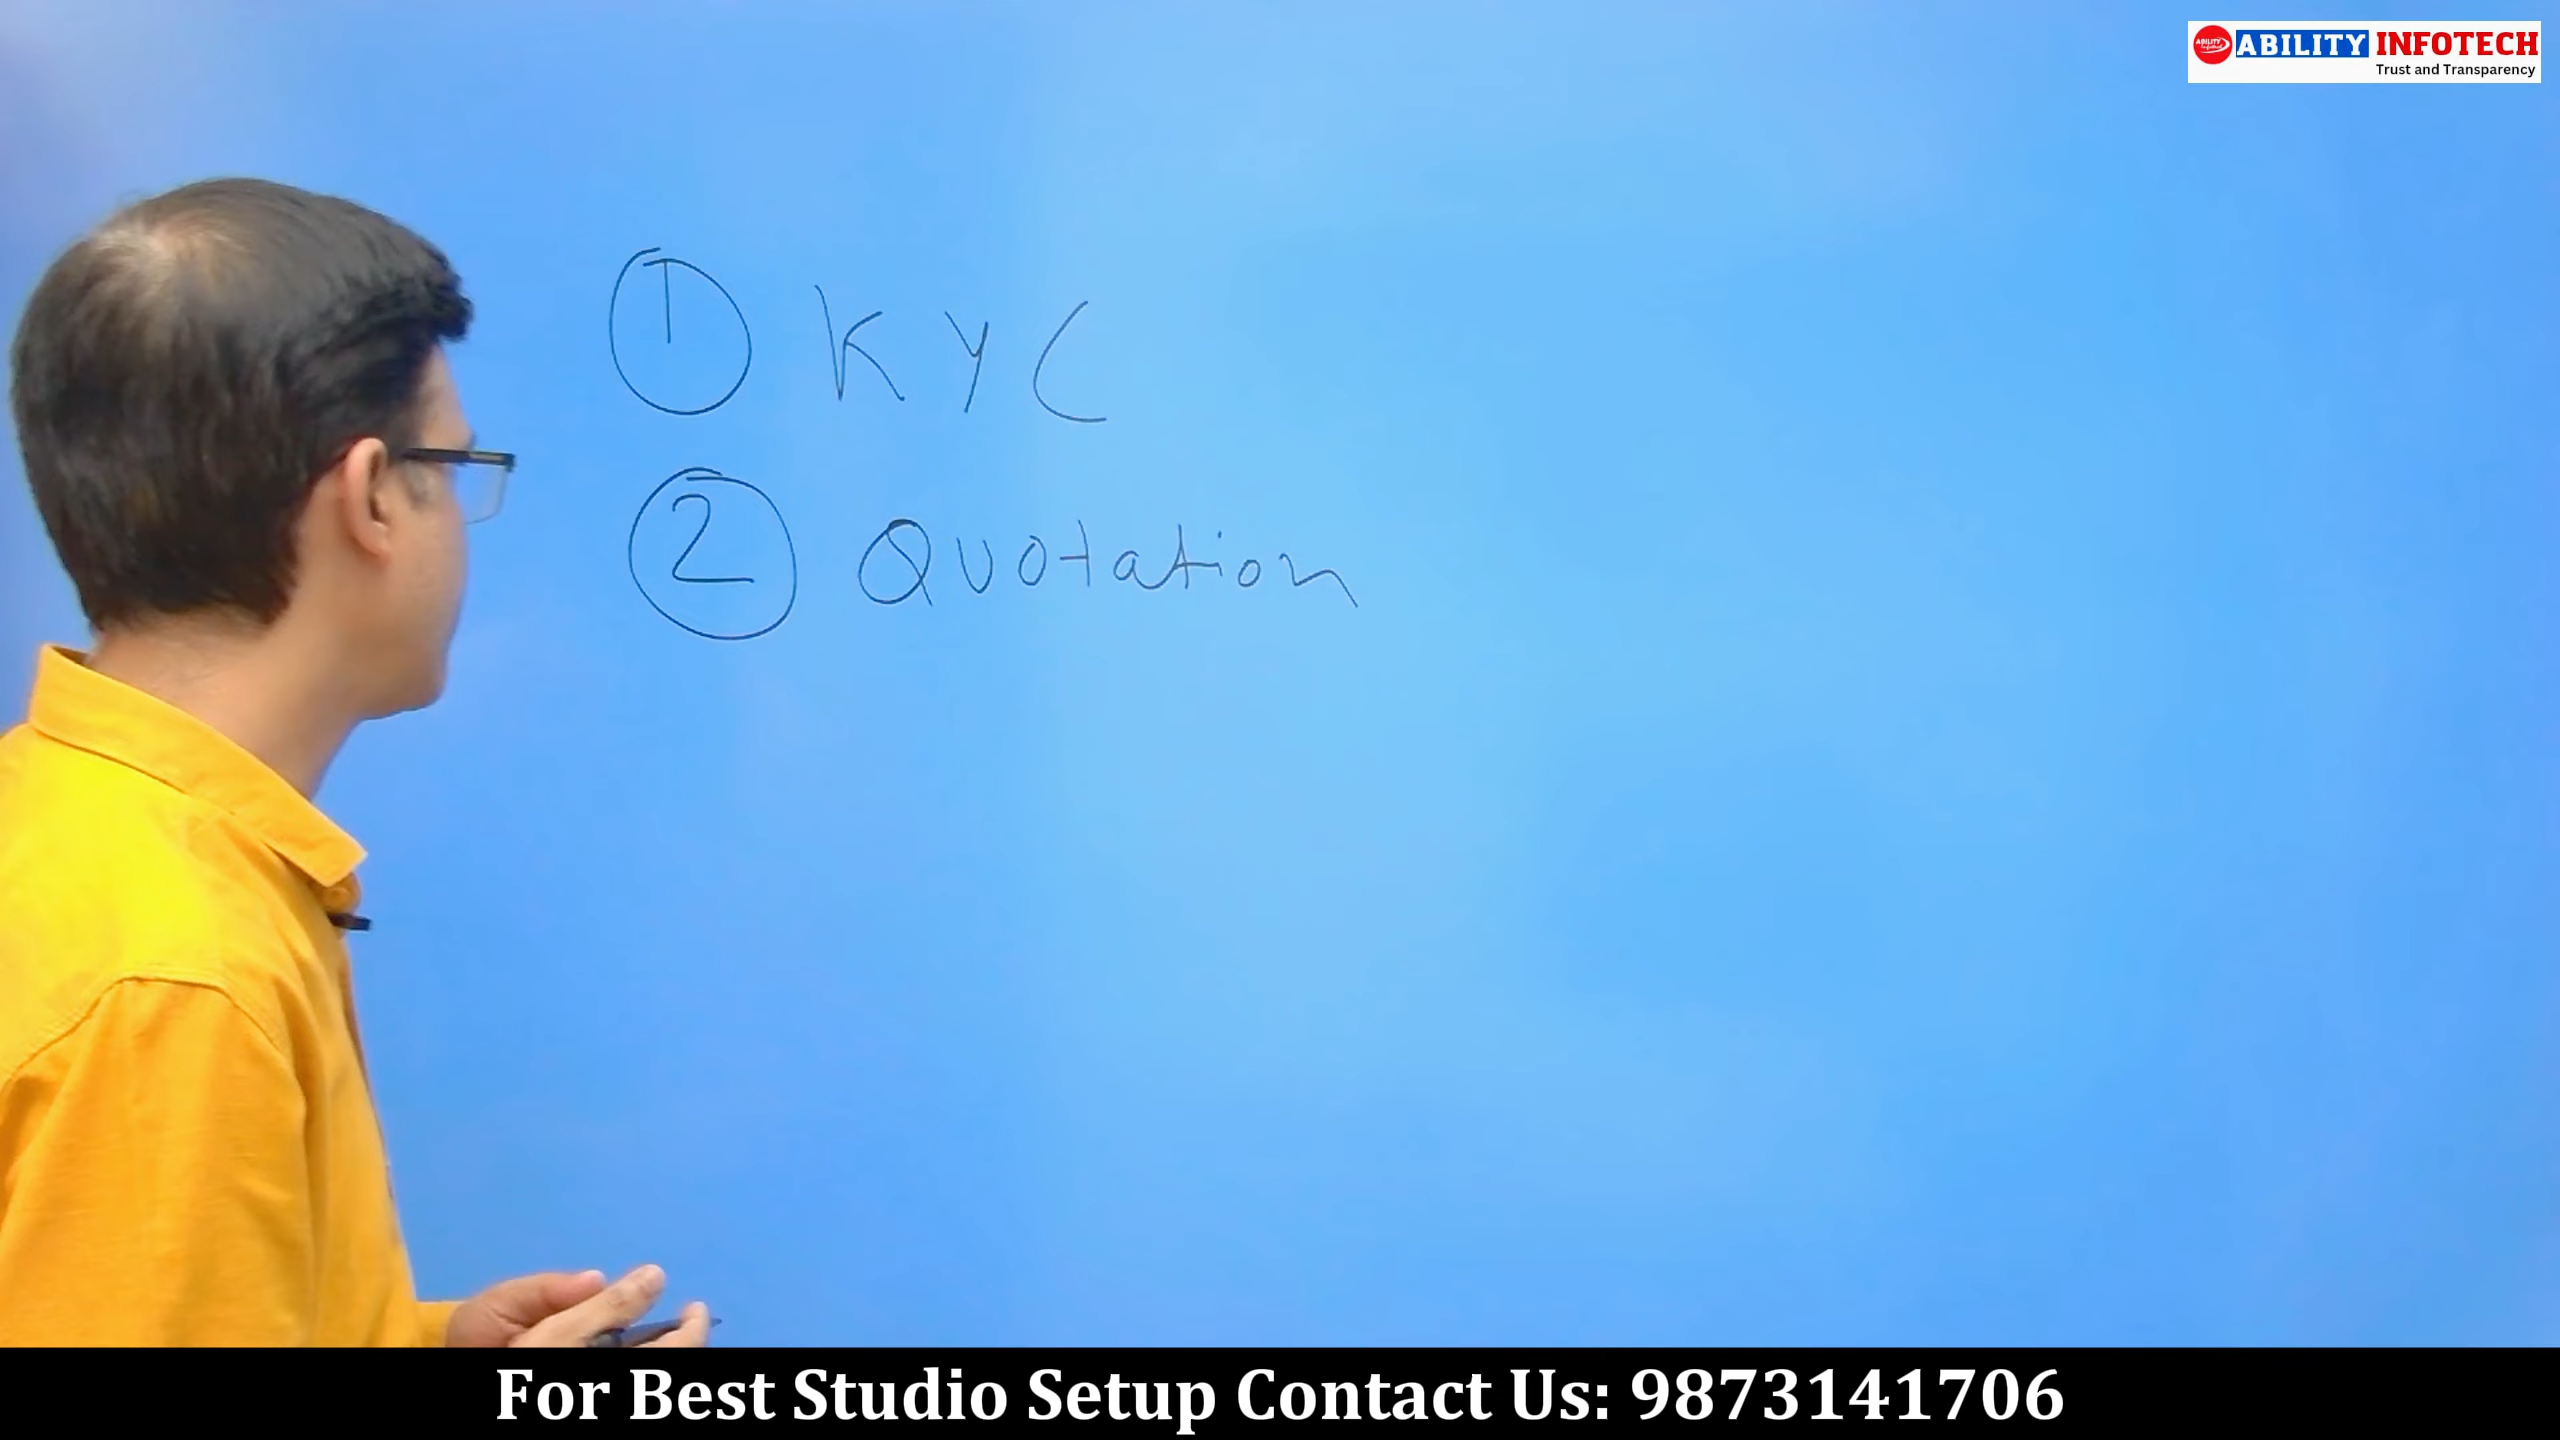 ABILITY INFOTECH
Trust and Transparency
1 KYC
2 Quotation
For Best Studio Setup Contact Us: 9873141706